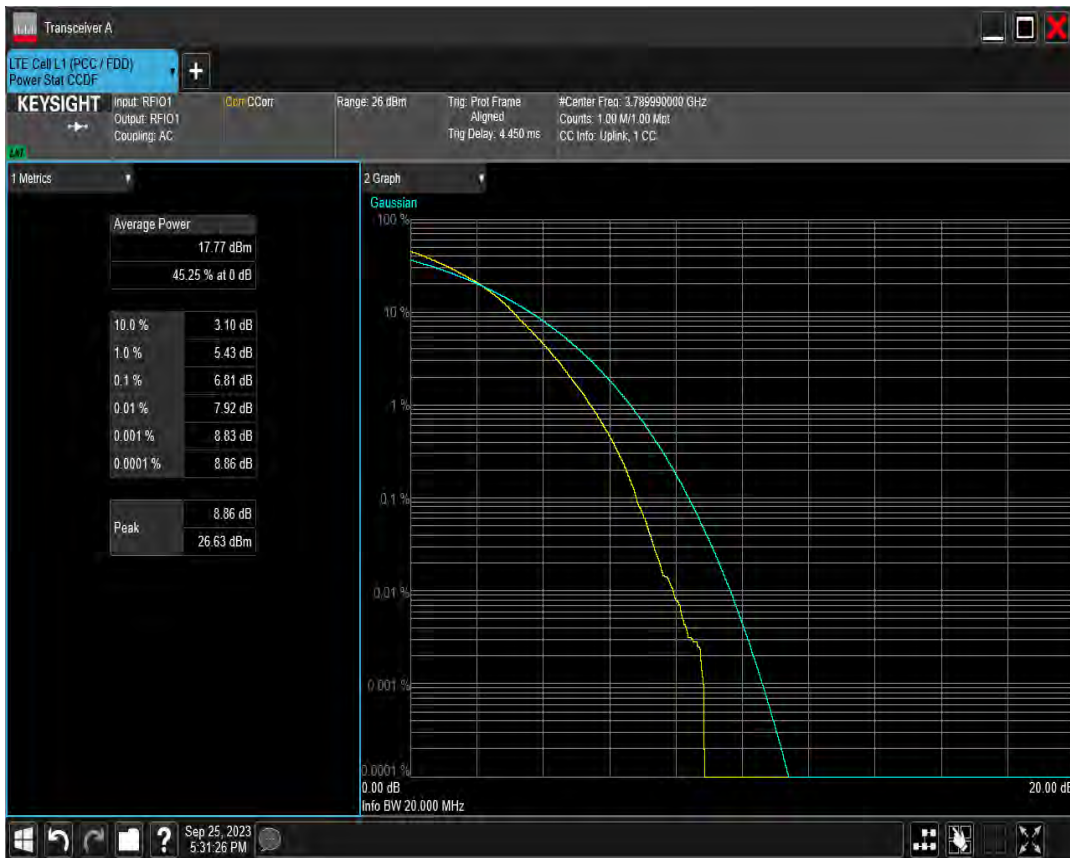 Transceiver A
LTE Cell L1 (PCC / FDD)
Power Stat CCDF
+
KEYSIGHT
Input: RFIO1
Output: RFIO1
Coupling: AC
Corr CCorr
Range: 26 dBm
Trig: Prot Frame
Aligned
Trig Delay: 4.450 ms
#Center Freq: 3.789990000 GHz
Counts: 1.00 M/1.00 Mpt
CC Info: Uplink, 1 CC
1 Metrics
Average Power
17.77 dBm
45.25 % at 0 dB
10.0 % 3.10 dB
1.0 % 5.43 dB
0.1 % 6.81 dB
0.01 % 7.92 dB
0.001 % 8.83 dB
0.0001 % 8.86 dB
Peak
8.86 dB
26.63 dBm
2 Graph
Gaussian
100 %
10 %
1 %
0.1 %
0.01 %
0.001 %
0.0001 %
0.00 dB
20.00 dB
Info BW 20.000 MHz
?
Sep 25, 2023
5:31:26 PM